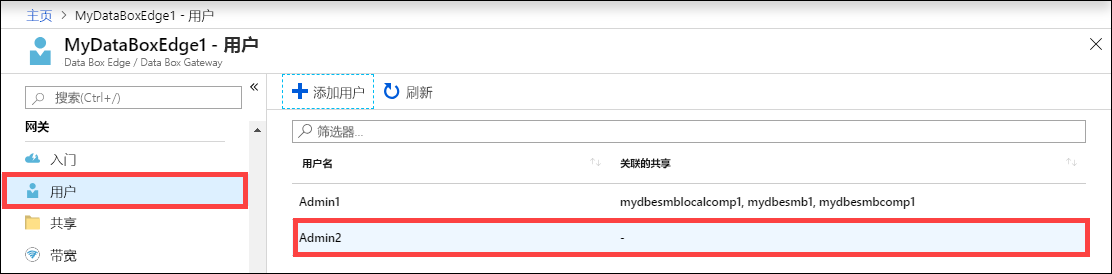 主页 > MyDataBoxEdge1 - 用户
MyDataBoxEdge1 - 用户
Data Box Edge / Data Box Gateway
搜索(Ctrl+/)
网关
入门
用户
共享
带宽
添加用户 刷新
筛选器...
用户名 关联的共享
Admin1 mydbesmblocalcomp1, mydbesmb1, mydbesmbcomp1
Admin2 -